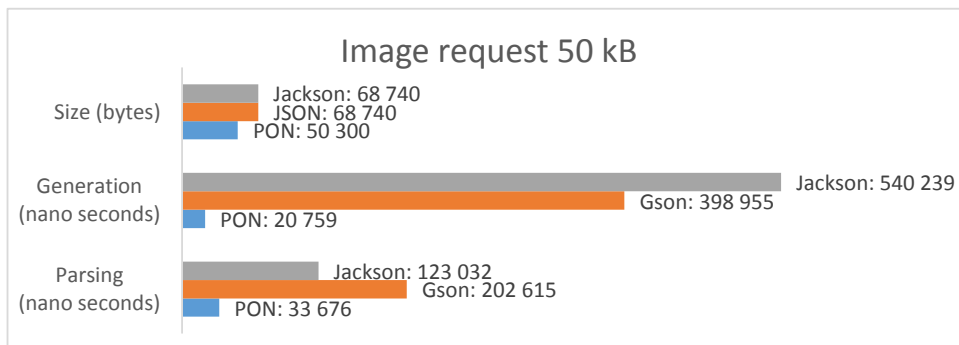 Image request 50 kB
Size (bytes)
Jackson: 68 740
JSON: 68 740
PON: 50 300
Generation
(nano seconds)
Jackson: 540 239
Gson: 398 955
PON: 20 759
Parsing
(nano seconds)
Jackson: 123 032
Gson: 202 615
PON: 33 676